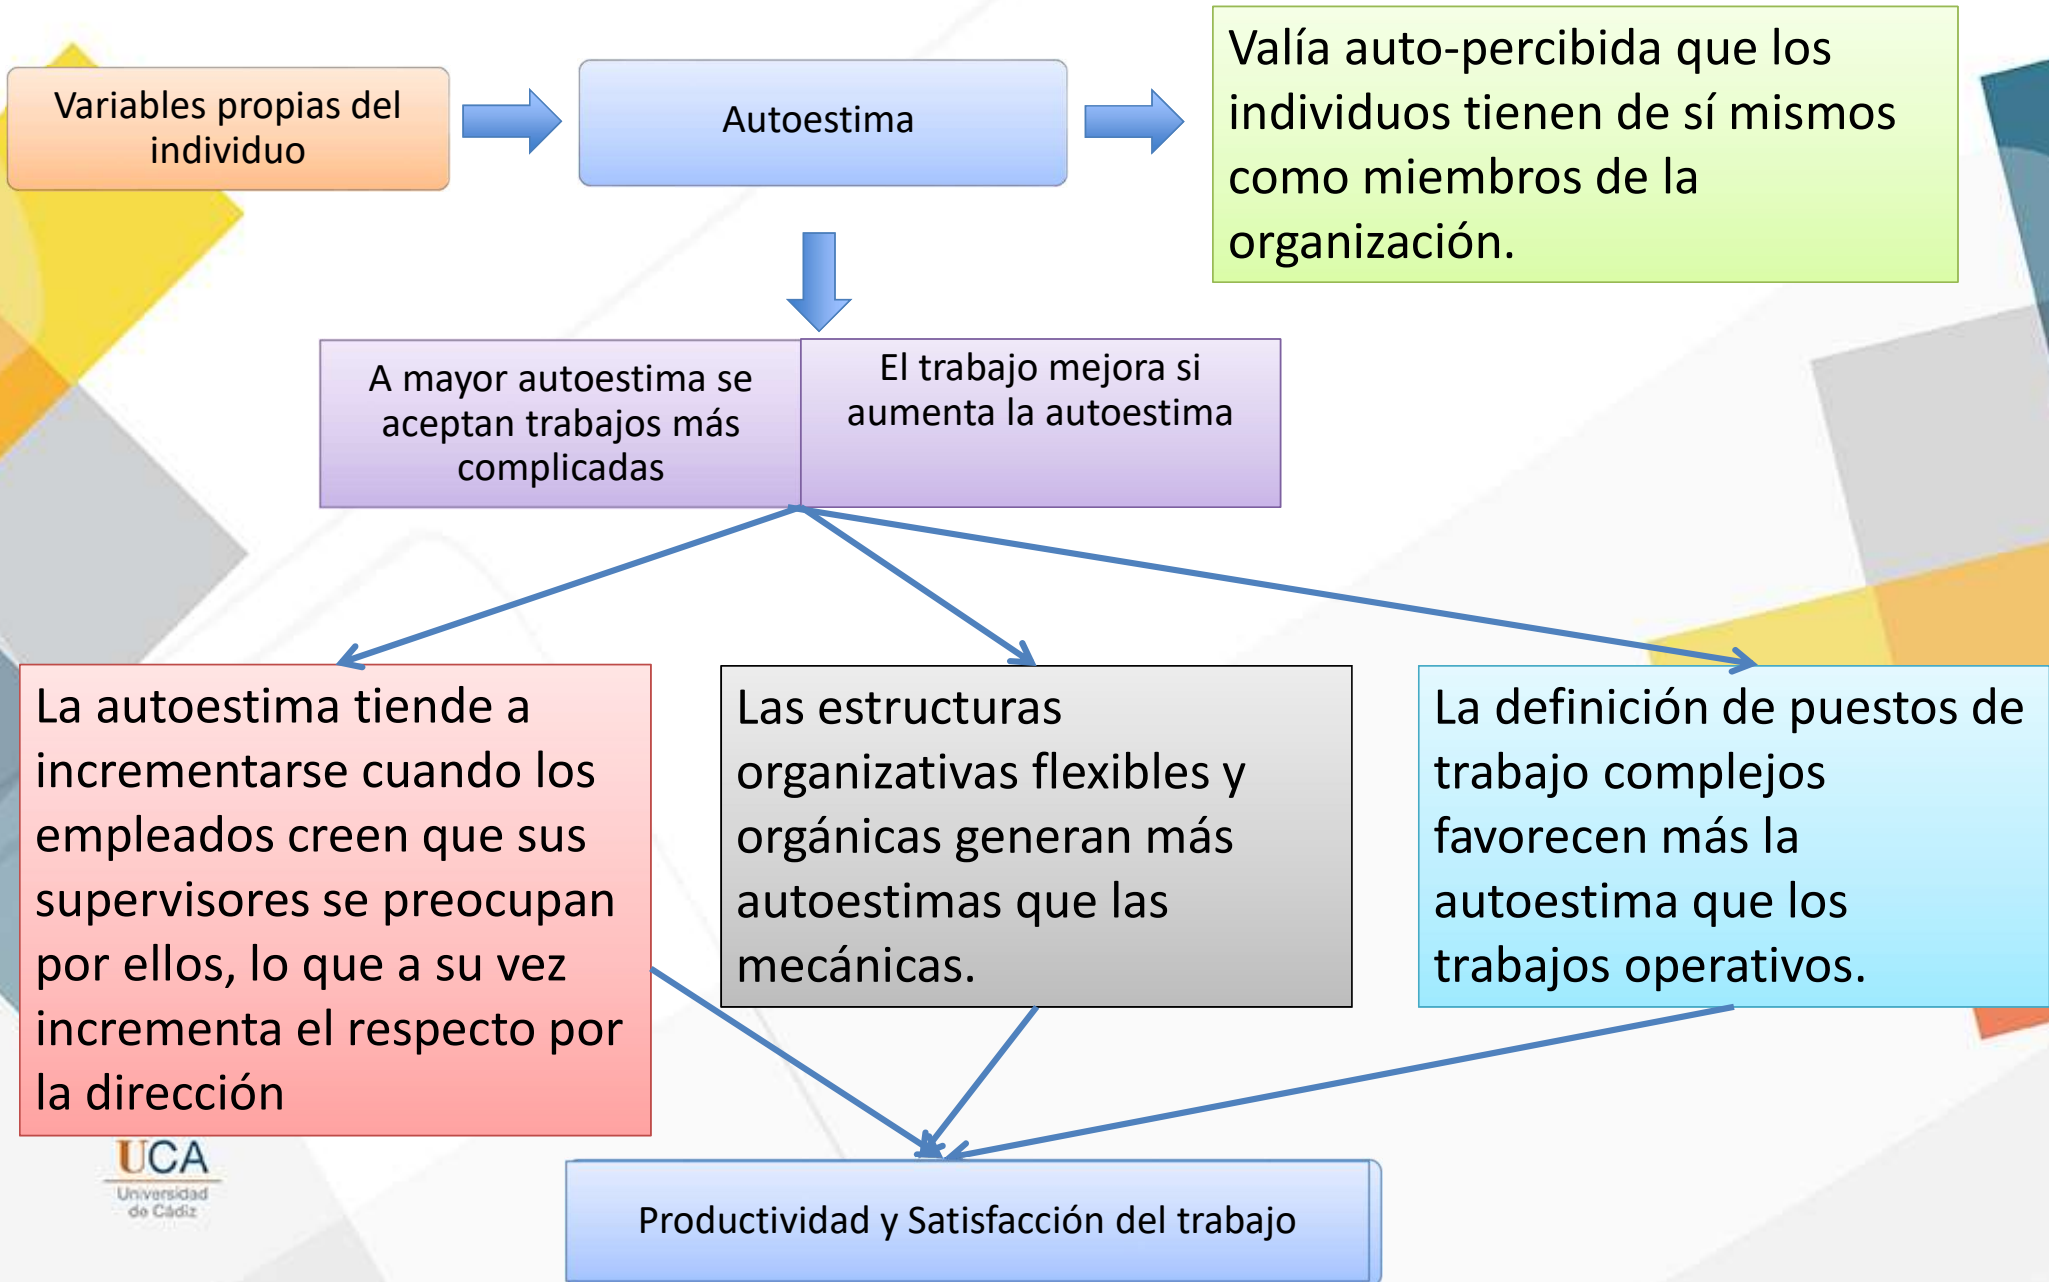 Variables propias del
individuo
Autoestima
Valía auto-percibida que los
individuos tienen de sí mismos
como miembros de la
organización.
A mayor autoestima se
aceptan trabajos más
complicadas
El trabajo mejora si
aumenta la autoestima
La autoestima tiende a
incrementarse cuando los
empleados creen que sus
supervisores se preocupan
por ellos, lo que a su vez
incrementa el respecto por
la dirección
Las estructuras
organizativas flexibles y
orgánicas generan más
autoestimas que las
mecánicas.
La definición de puestos de
trabajo complejos
favorecen más la
autoestima que los
trabajos operativos.
UCA
Universidad
de Cádiz
Productividad y Satisfacción del trabajo